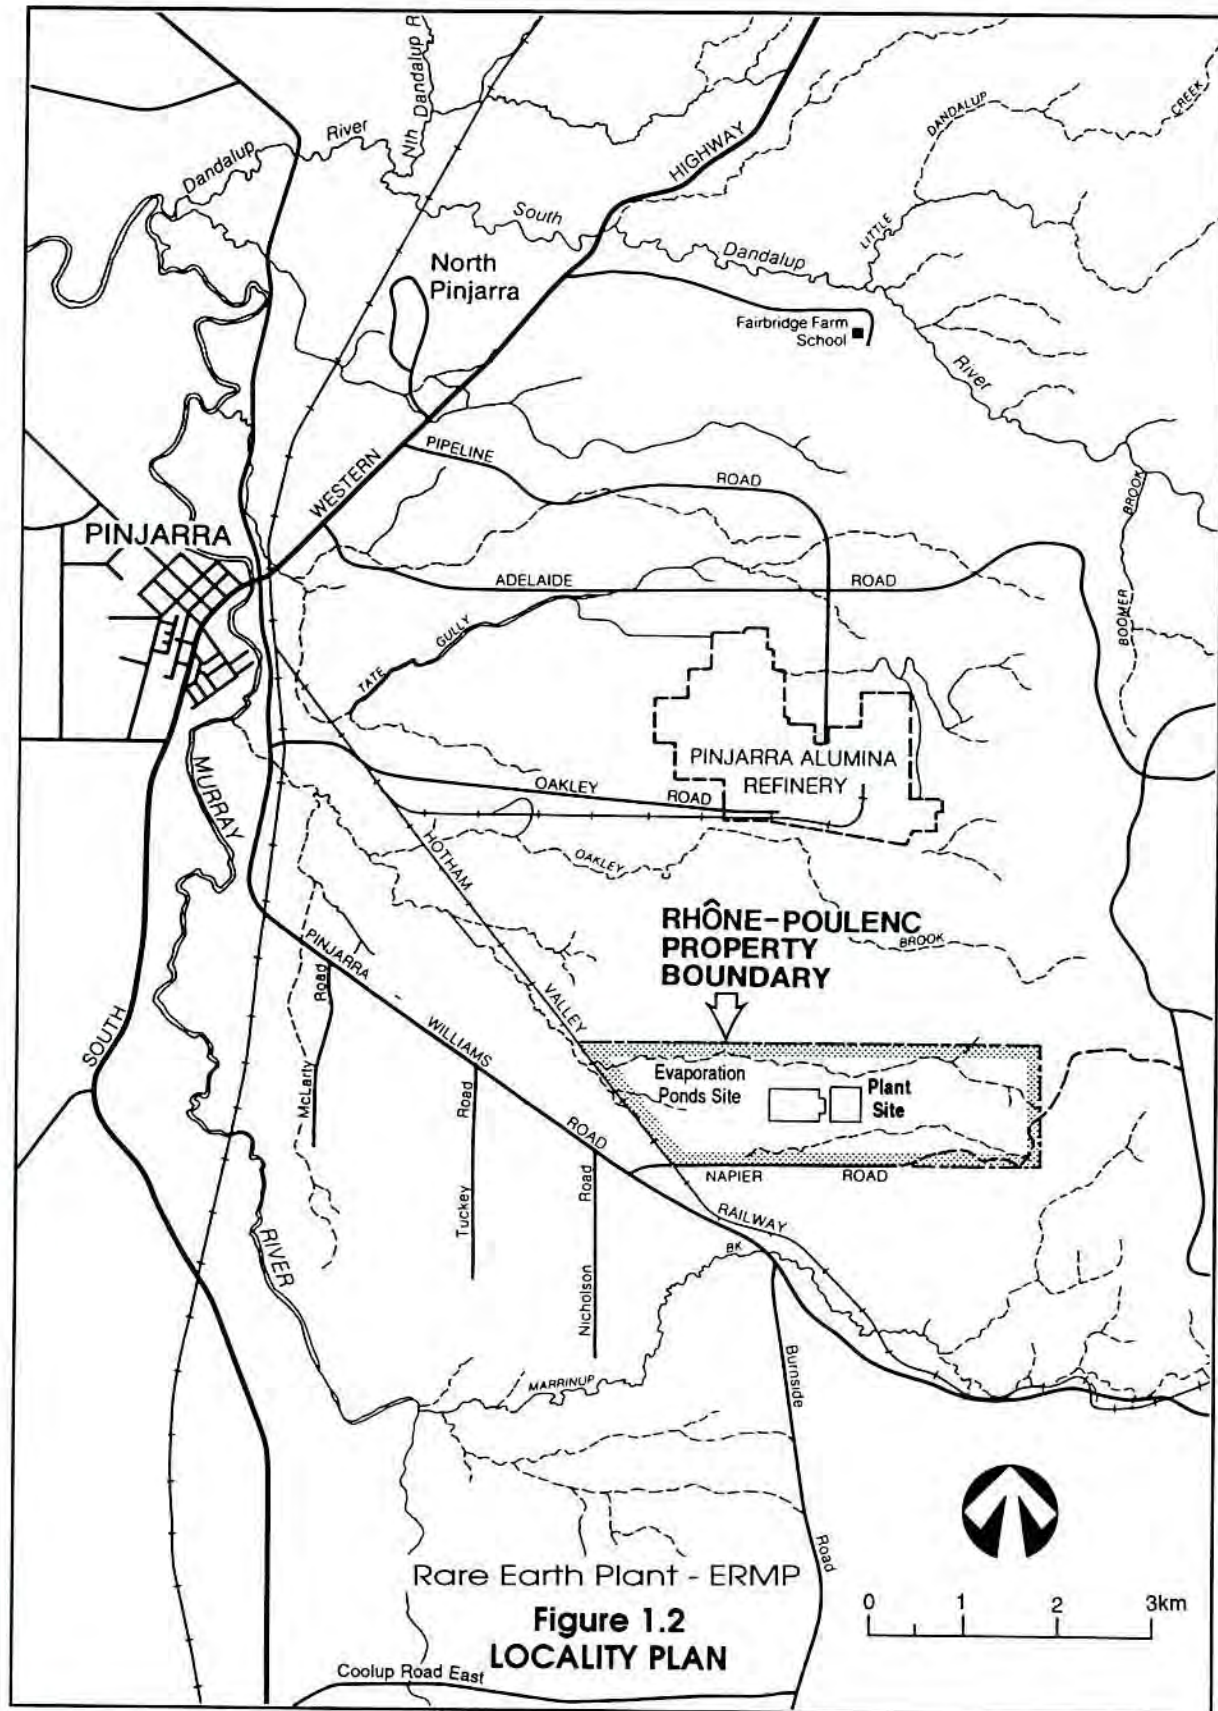 Dandalup
River
Nth Dandalup R
HIGHWAY
DANDALUP
CREEK
LITTLE
South
Dandalup
River
North
Pinjarra
Fairbridge Farm
School
PIPELINE
ROAD
WESTERN
BROOK
BOOMER
PINJARRA
ADELAIDE
ROAD
TATE
GULLY
MURRAY
PINJARRA ALUMINA
REFINERY
OAKLEY
ROAD
HOTHAM
OAKLEY
BROOK
RHÔNE-POULENC
PROPERTY
BOUNDARY
PINJARRA
Road
McLarty
VALLEY
WILLIAMS
SOUTH
Evaporation
Ponds Site
Plant
Site
Road
Tuckey
ROAD
Road
Nicholson
NAPIER
ROAD
RAILWAY
BK
RIVER
MARRINUP
Burnside
Road
Rare Earth Plant - ERMP
Figure 1.2
LOCALITY PLAN
0
1
2
3km
Coolup Road East